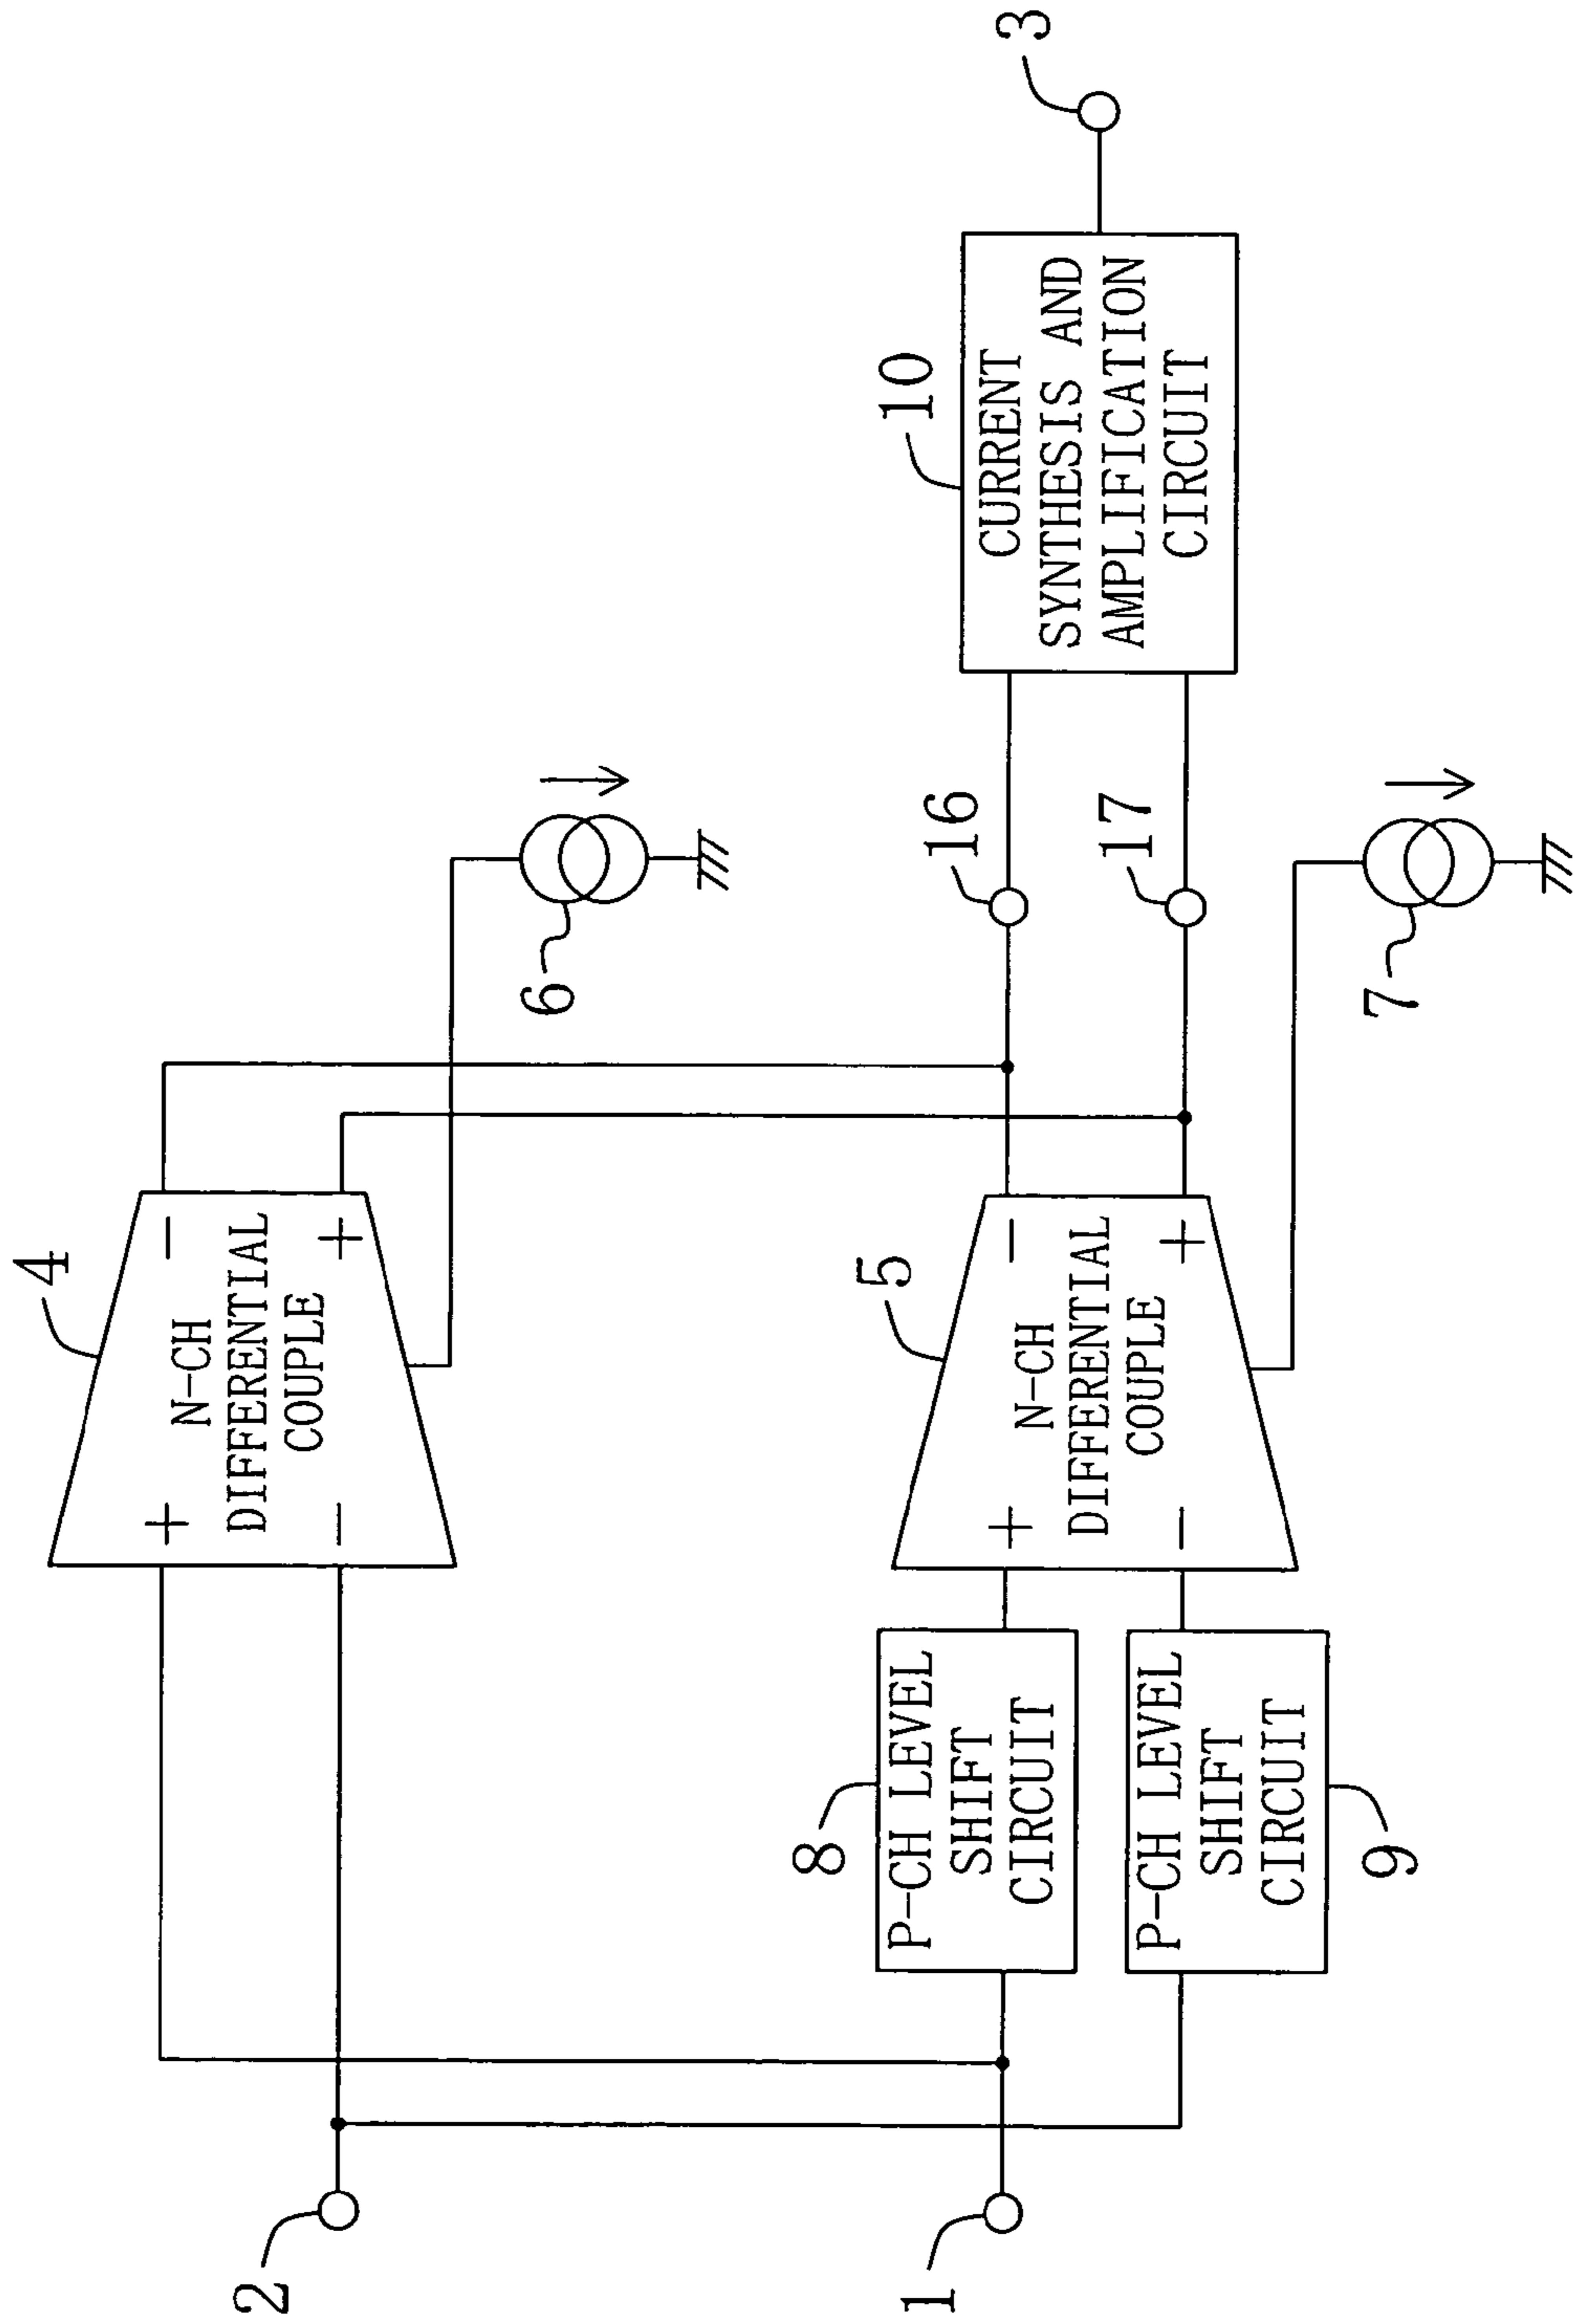 4
+
−
N-CH
DIFFERENTIAL
COUPLE
−
+
6
2
8
P-CH LEVEL
SHIFT
CIRCUIT
5
+
−
N-CH
DIFFERENTIAL
COUPLE
−
+
16
17
10
CURRENT
SYNTHESIS AND
AMPLIFICATION
CIRCUIT
3
1
P-CH LEVEL
SHIFT
CIRCUIT
9
7